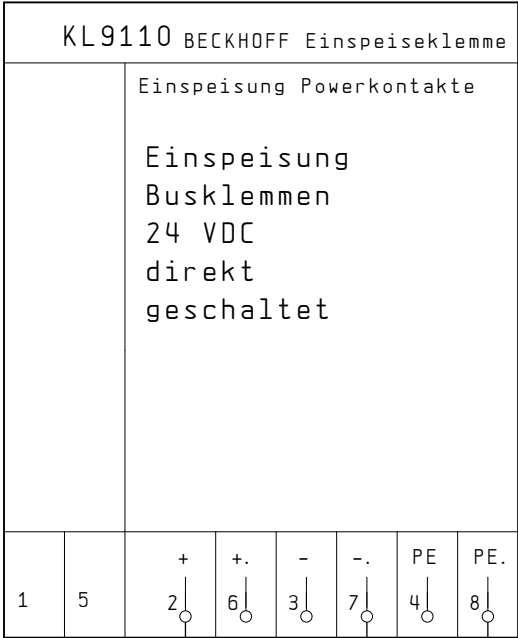 KL9110 BECKHOFF Einspeiseklemme
Einspeisung Powerkontakte
Einspeisung
Busklemmen
24 VDC
direkt
geschaltet
+ +. - -. PE PE.
1 5 2 6 3 7 4 8